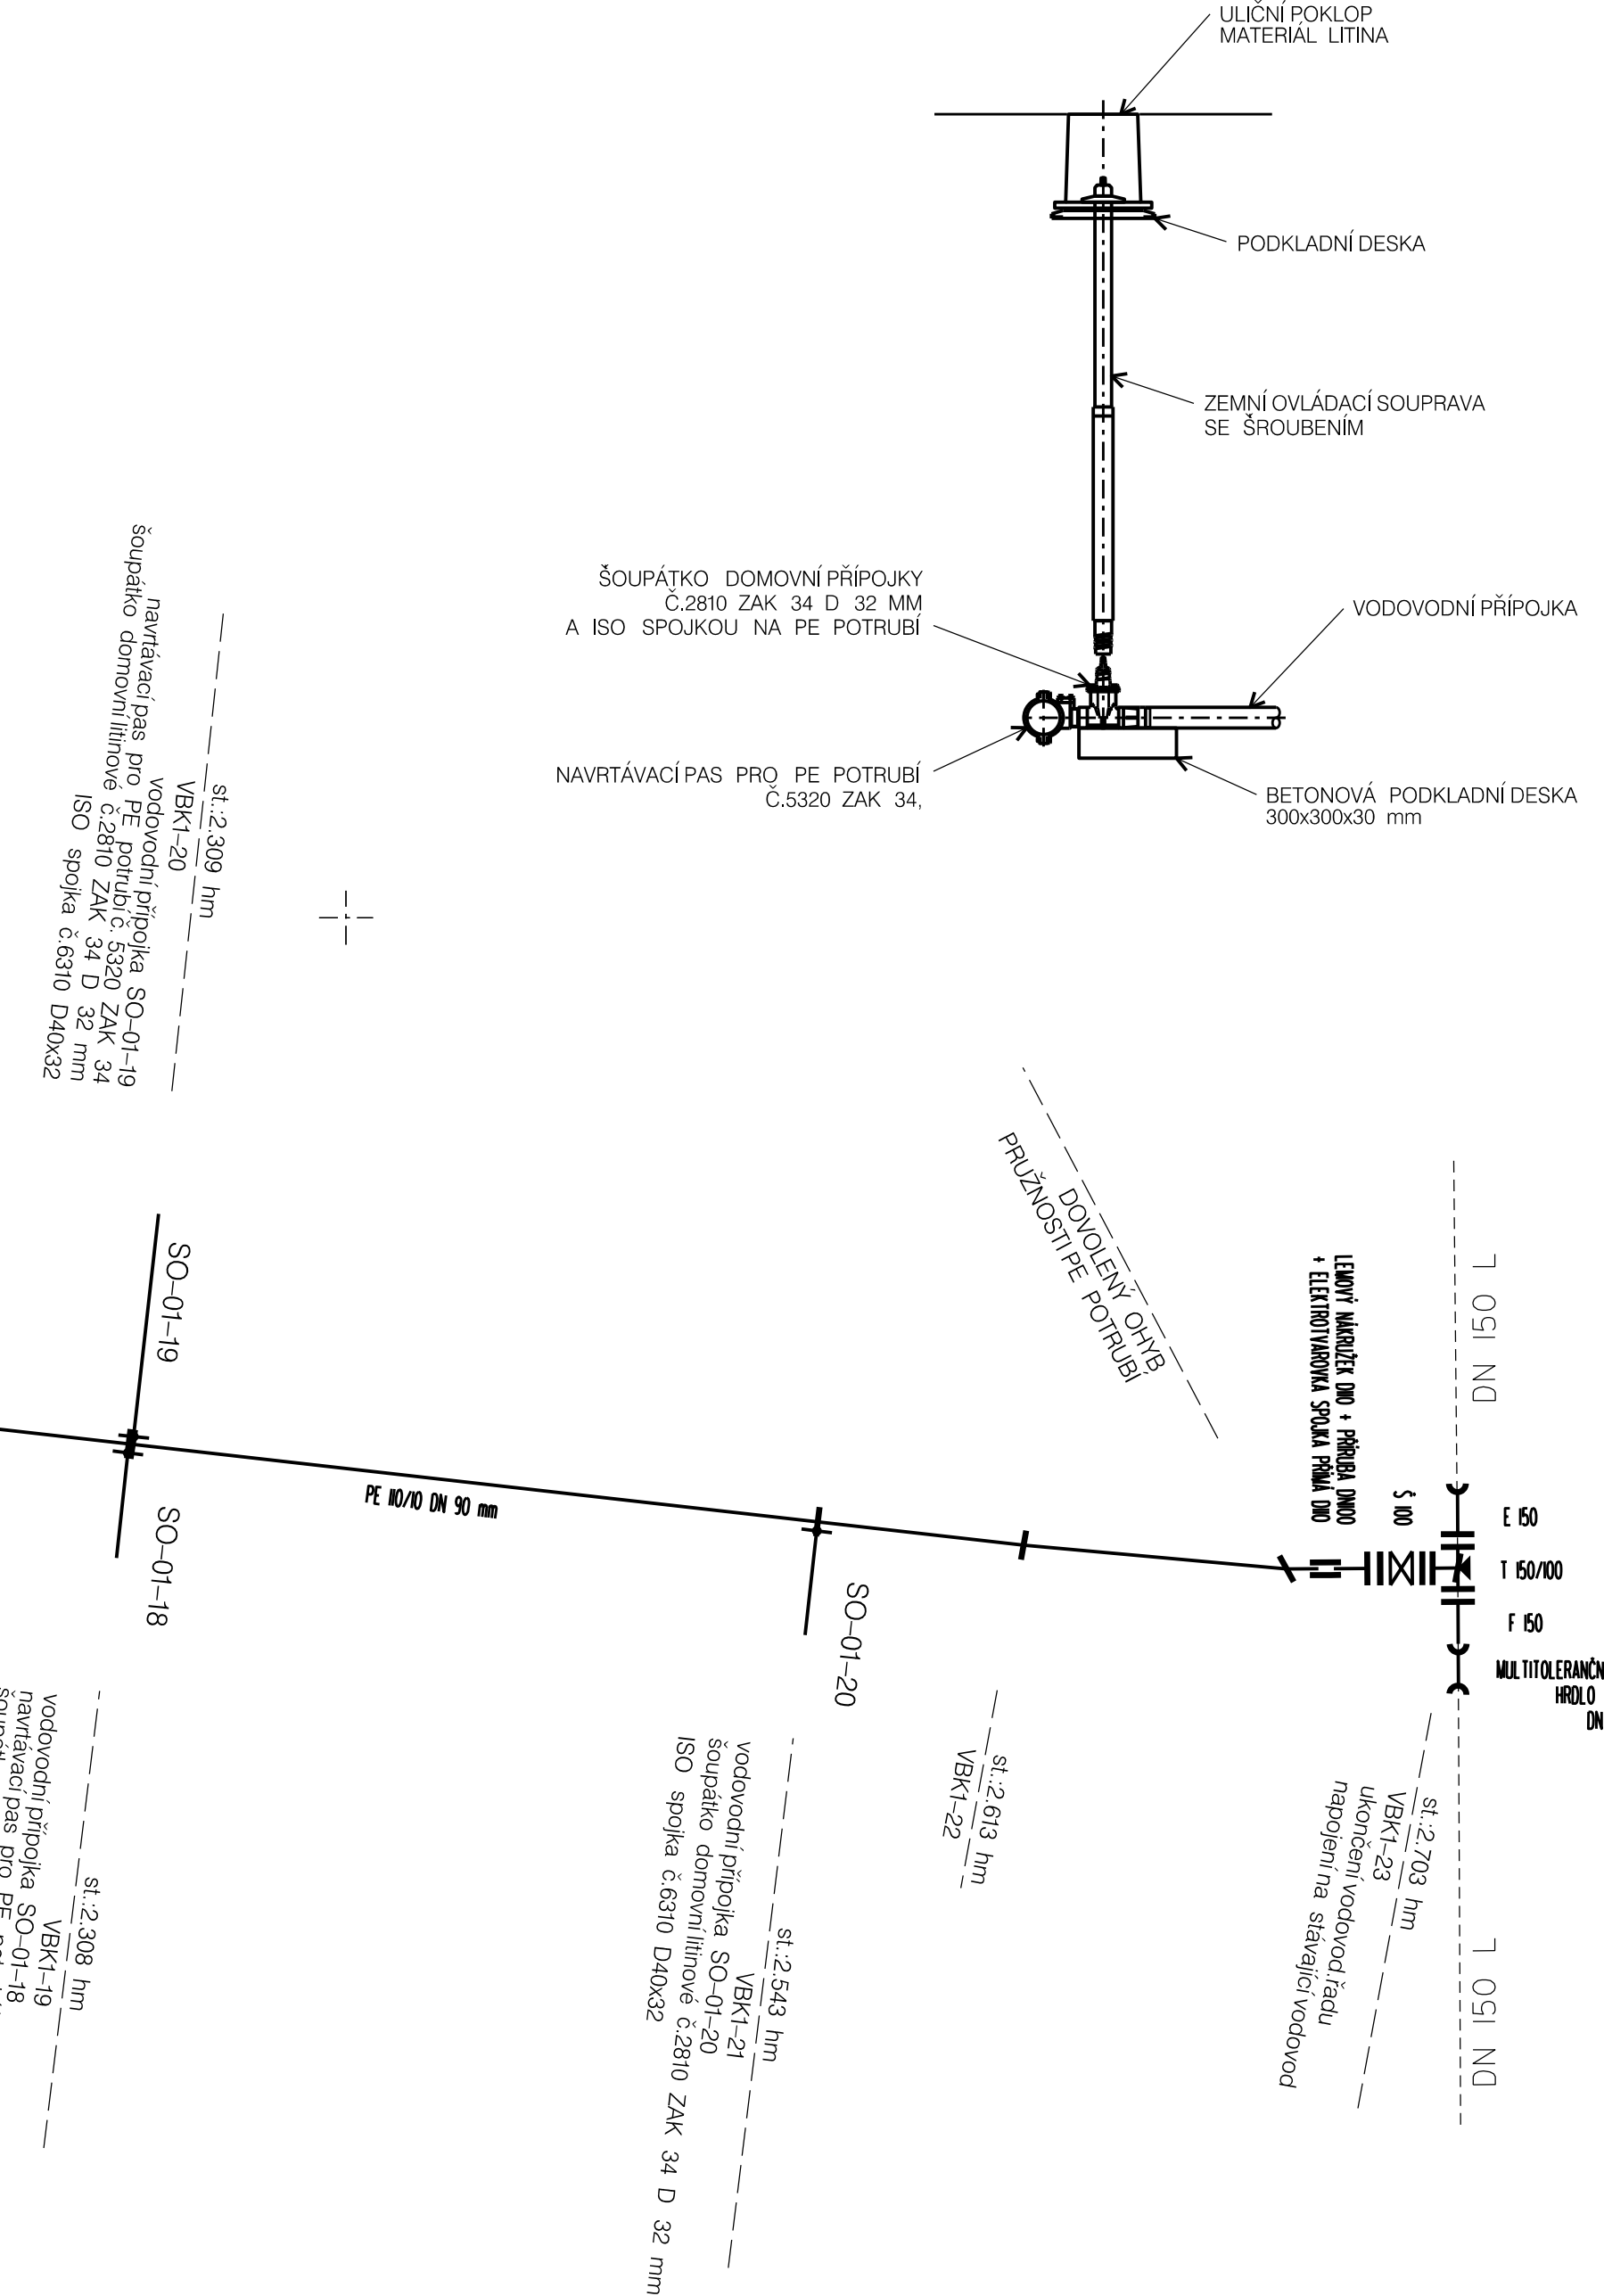 ULIČNÍ POKLOP
MATERIÁL LITINA
PODKLADNÍ DESKA
ZEMNÍ OVLÁDACÍ SOUPRAVA
SE ŠROUBENÍM
ŠOUPÁTKO DOMOVNÍ PŘÍPOJKY
Č.2810 ZAK 34 D 32 MM
A ISO SPOJKOU NA PE POTRUBÍ
VODOVODNÍ PŘÍPOJKA
NAVRTÁVACÍ PAS PRO PE POTRUBÍ
Č.5320 ZAK 34,
BETONOVÁ PODKLADNÍ DESKA
300x300x30 mm
st.:2.309 hm
VBK1-20
vodovodní přípojka SO-01-19
navrtávací pas pro PE potrubí č. 5320 ZAK 34
šoupátko domovní litinové č.2810 ZAK 34 D 32 mm
ISO spojka č.6310 D40x32
DOVOLENÝ OHYB
PRUŽNOSTI PE POTRUBÍ
LEMOVÝ NÁKRUŽEK D110 + PŘÍRUBA DN100
+ ELEKTROTVAROVKA SPOJKA PŘÍMÁ D110
Š 100
DN 150 L
E 150
T 150/100
F 150
MULTITOLERANČN
HRDLO
DN
SO-01-19
SO-01-18
PE 110/10 DN 90 mm
SO-01-20
st.:2.703 hm
VBK1-23
ukončení vodovod.řadu
napojení na stávající vodovod
DN 150 L
st.:2.613 hm
VBK1-22
st.:2.543 hm
VBK1-21
vodovodní přípojka SO-01-20
šoupátko domovní litinové č.2810 ZAK 34 D 32 mm
ISO spojka č.6310 D40x32
st.:2.308 hm
VBK1-19
vodovodní přípojka SO-01-18
navrtávací pas pro PE